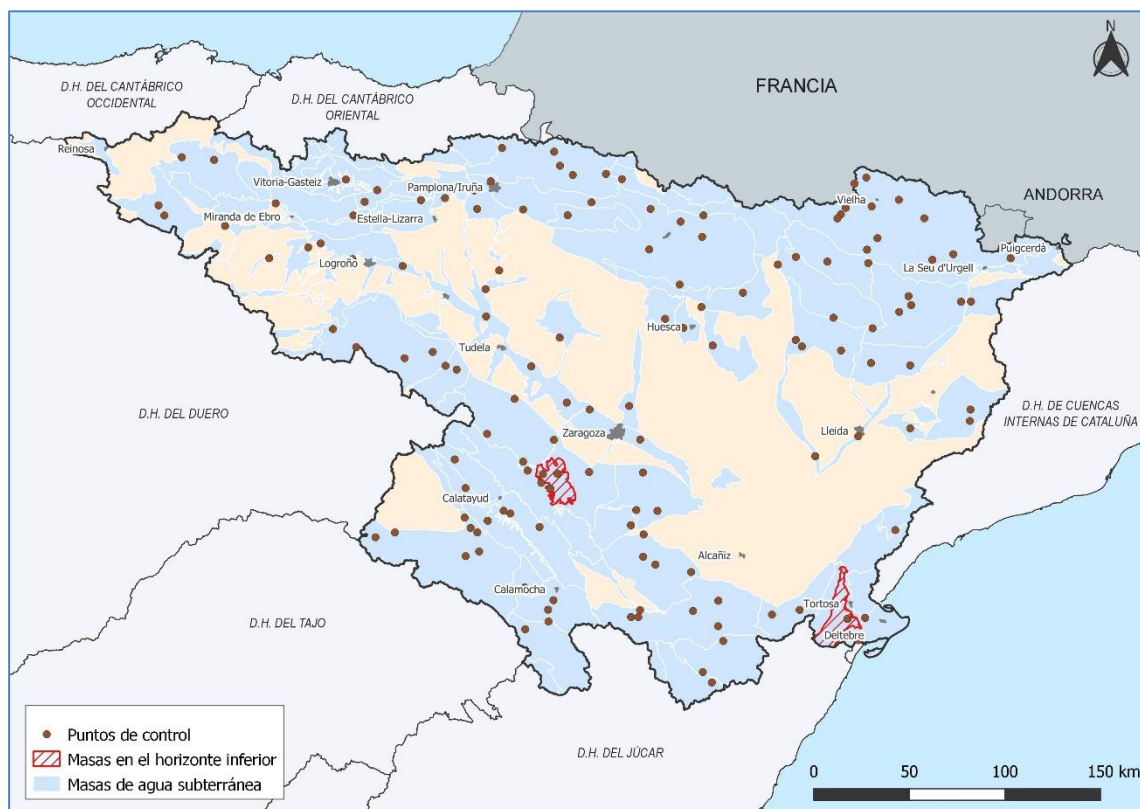 N
FRANCIA
D.H. DEL CANTÁBRICO
OCCIDENTAL
D.H. DEL CANTÁBRICO
ORIENTAL
Reinosa
Vitoria-Gasteiz
Pamplona/Iruña
Vielha
ANDORRA
Miranda de Ebro
Estella-Lizarra
Puigcerdà
Logroño
La Seu d'Urgell
Huesca
Tudela
D.H. DEL DUERO
D.H. DE CUENCAS
INTERNAS DE CATALUÑA
Zaragoza
Lleida
Calatayud
Alcañiz
Calamocha
Tortosa
D.H. DEL TAJO
Deltebre
D.H. DEL JÚCAR
Puntos de control
Masas en el horizonte inferior
Masas de agua subterránea
0 50 100 150 km